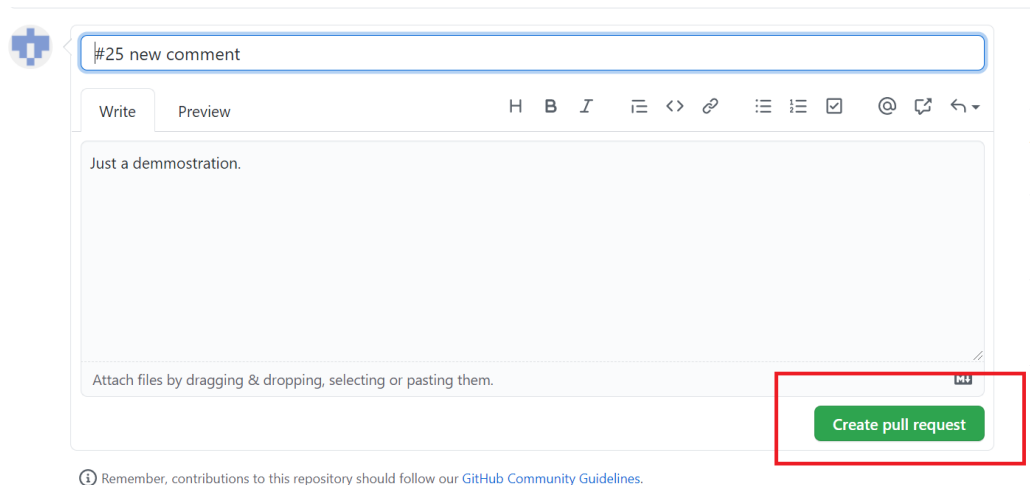 #25 new comment
Write Preview
Just a demmostration.
Attach files by dragging & dropping, selecting or pasting them.
Create pull request
Remember, contributions to this repository should follow our GitHub Community Guidelines.